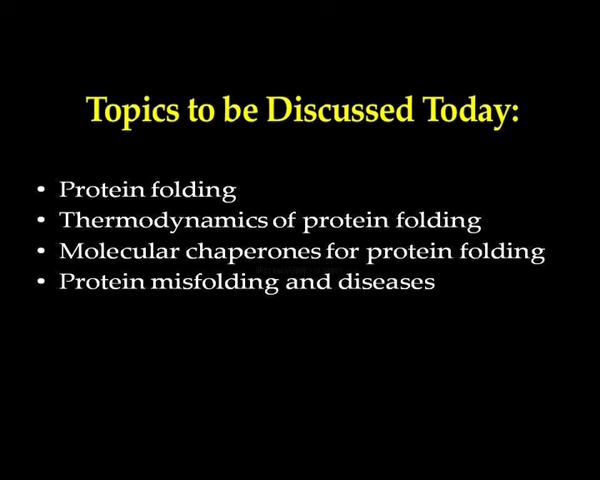 Topics to be Discussed Today:
• Protein folding
• Thermodynamics of protein folding
• Molecular chaperones for protein folding
• Protein misfolding and diseases